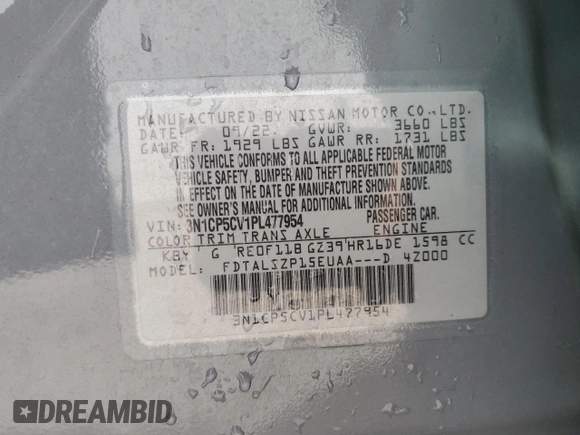 MANUFACTURED BY NISSAN MOTOR CO.,LTD.
DATE: 09/22. GVWR: 3660 LBS
GAWR FR: 1929 LBS GAWR RR: 1731 LBS
THIS VEHICLE CONFORMS TO ALL APPLICABLE FEDERAL MOTOR
VEHICLE SAFETY, BUMPER AND THEFT PREVENTION STANDARDS
IN EFFECT ON THE DATE OF MANUFACTURE SHOWN ABOVE.
SEE OWNER'S MANUAL FOR ADDITIONAL INFORMATION.
VIN: 3N1CP5CV1PL477954 PASSENGER CAR.
COLOR TRIM TRANS AXLE ENGINE
KBY G RE0F11B GZ39 HR16DE 1598 CC
MODEL: FDTALSZP15EUAA---D 4Z000
3N1CP5CV1PL477954
DREAMBID